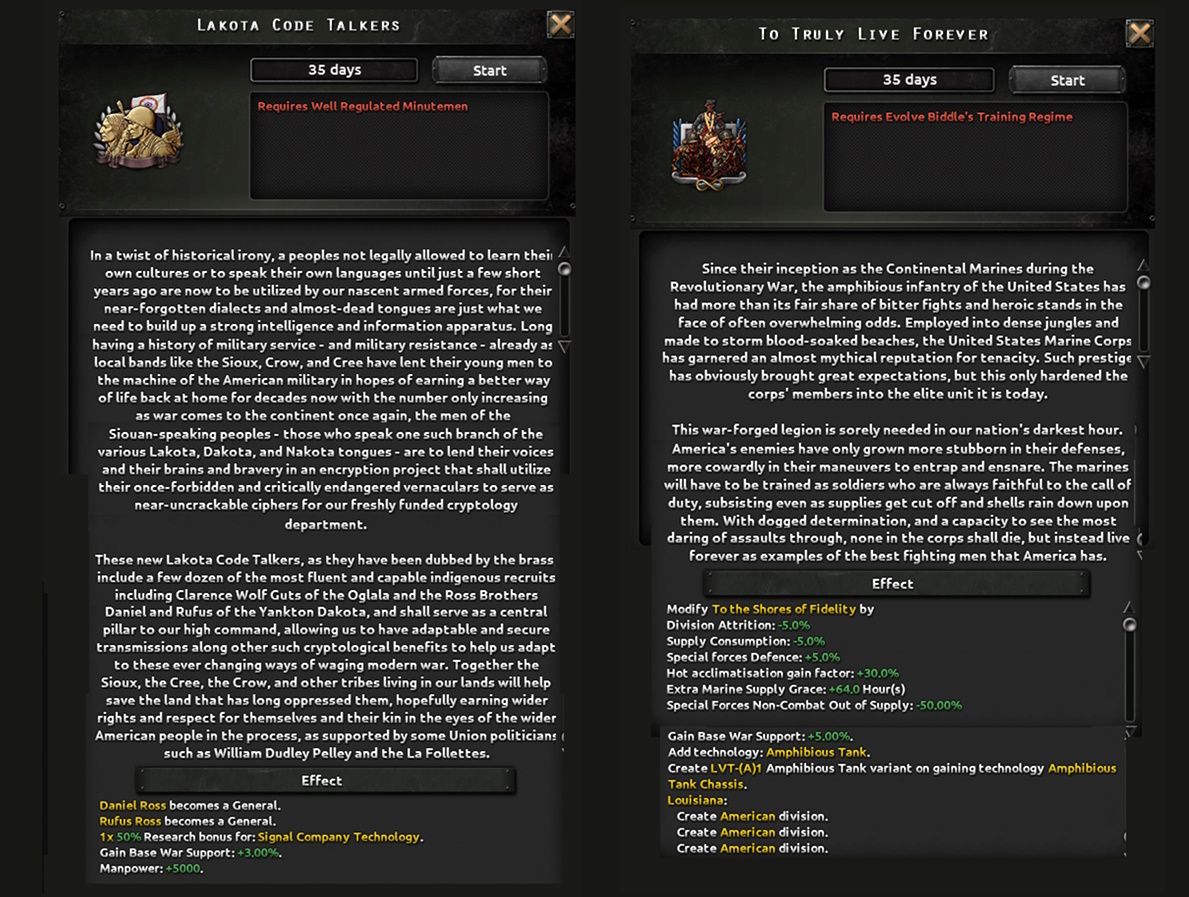 Lakota Code Talkers
35 days
Start
Requires Well Regulated Minutemen
In a twist of historical irony, a peoples not legally allowed to learn their
own cultures or to speak their own languages until just a few short
years ago are now to be utilized by our nascent armed forces, for their
near-forgotten dialects and almost-dead tongues are just what we
need to build up a strong intelligence and information apparatus. Long
having a history of military service - and military resistance - already as
local bands like the Sioux, Crow, and Cree have lent their young men to
the machine of the American military in hopes of earning a better way
of life back at home for decades now with the number only increasing
as war comes to the continent once again, the men of the
Siouan-speaking peoples - those who speak one such branch of the
various Lakota, Dakota, and Nakota tongues - are to lend their voices
and their brains and bravery in an encryption project that shall utilize
their once-forbidden and critically endangered vernaculars to serve as
near-uncrackable ciphers for our freshly funded cryptology
department.
These new Lakota Code Talkers, as they have been dubbed by the brass
include a few dozen of the most fluent and capable indigenous recruits
including Clarence Wolf Guts of the Oglala and the Ross Brothers
Daniel and Rufus of the Yankton Dakota, and shall serve as a central
pillar to our high command, allowing us to have adaptable and secure
transmissions along other such cryptological benefits to help us adapt
to these ever changing ways of waging modern war. Together the
Sioux, the Cree, the Crow, and other tribes living in our lands will help
save the land that has long oppressed them, hopefully earning wider
rights and respect for themselves and their kin in the eyes of the wider
American people in the process, as supported by some Union politicians
such as William Dudley Pelley and the La Follettes.
Effect
Daniel Ross becomes a General.
Rufus Ross becomes a General.
1x 50% Research bonus for: Signal Company Technology.
Gain Base War Support: +3.00%.
Manpower: +5000.
To Truly Live Forever
35 days
Start
Requires Evolve Biddle's Training Regime
Since their inception as the Continental Marines during the
Revolutionary War, the amphibious infantry of the United States has
had more than its fair share of bitter fights and heroic stands in the
face of often overwhelming odds. Employed into dense jungles and
made to storm blood-soaked beaches, the United States Marine Corps
has garnered an almost mythical reputation for tenacity. Such prestige
has obviously brought great expectations, but this only hardened the
corps' members into the elite unit it is today.
This war-forged legion is sorely needed in our nation's darkest hour.
America's enemies have only grown more stubborn in their defenses,
more cowardly in their maneuvers to entrap and ensnare. The marines
will have to be trained as soldiers who are always faithful to the call of
duty, subsisting even as supplies get cut off and shells rain down upon
them. With dogged determination, and a capacity to see the most
daring of assaults through, none in the corps shall die, but instead live
forever as examples of the best fighting men that America has.
Effect
Modify To the Shores of Fidelity by
Division Attrition: -5.0%
Supply Consumption: -5.0%
Special forces Defence: +5.0%
Hot acclimatisation gain factor: +30.0%
Extra Marine Supply Grace: +64.0 Hour(s)
Special Forces Non-Combat Out of Supply: -50.00%
Gain Base War Support: +5.00%.
Add technology: Amphibious Tank.
Create LVT-(A)1 Amphibious Tank variant on gaining technology Amphibious
Tank Chassis.
Louisiana:
Create American division.
Create American division.
Create American division.